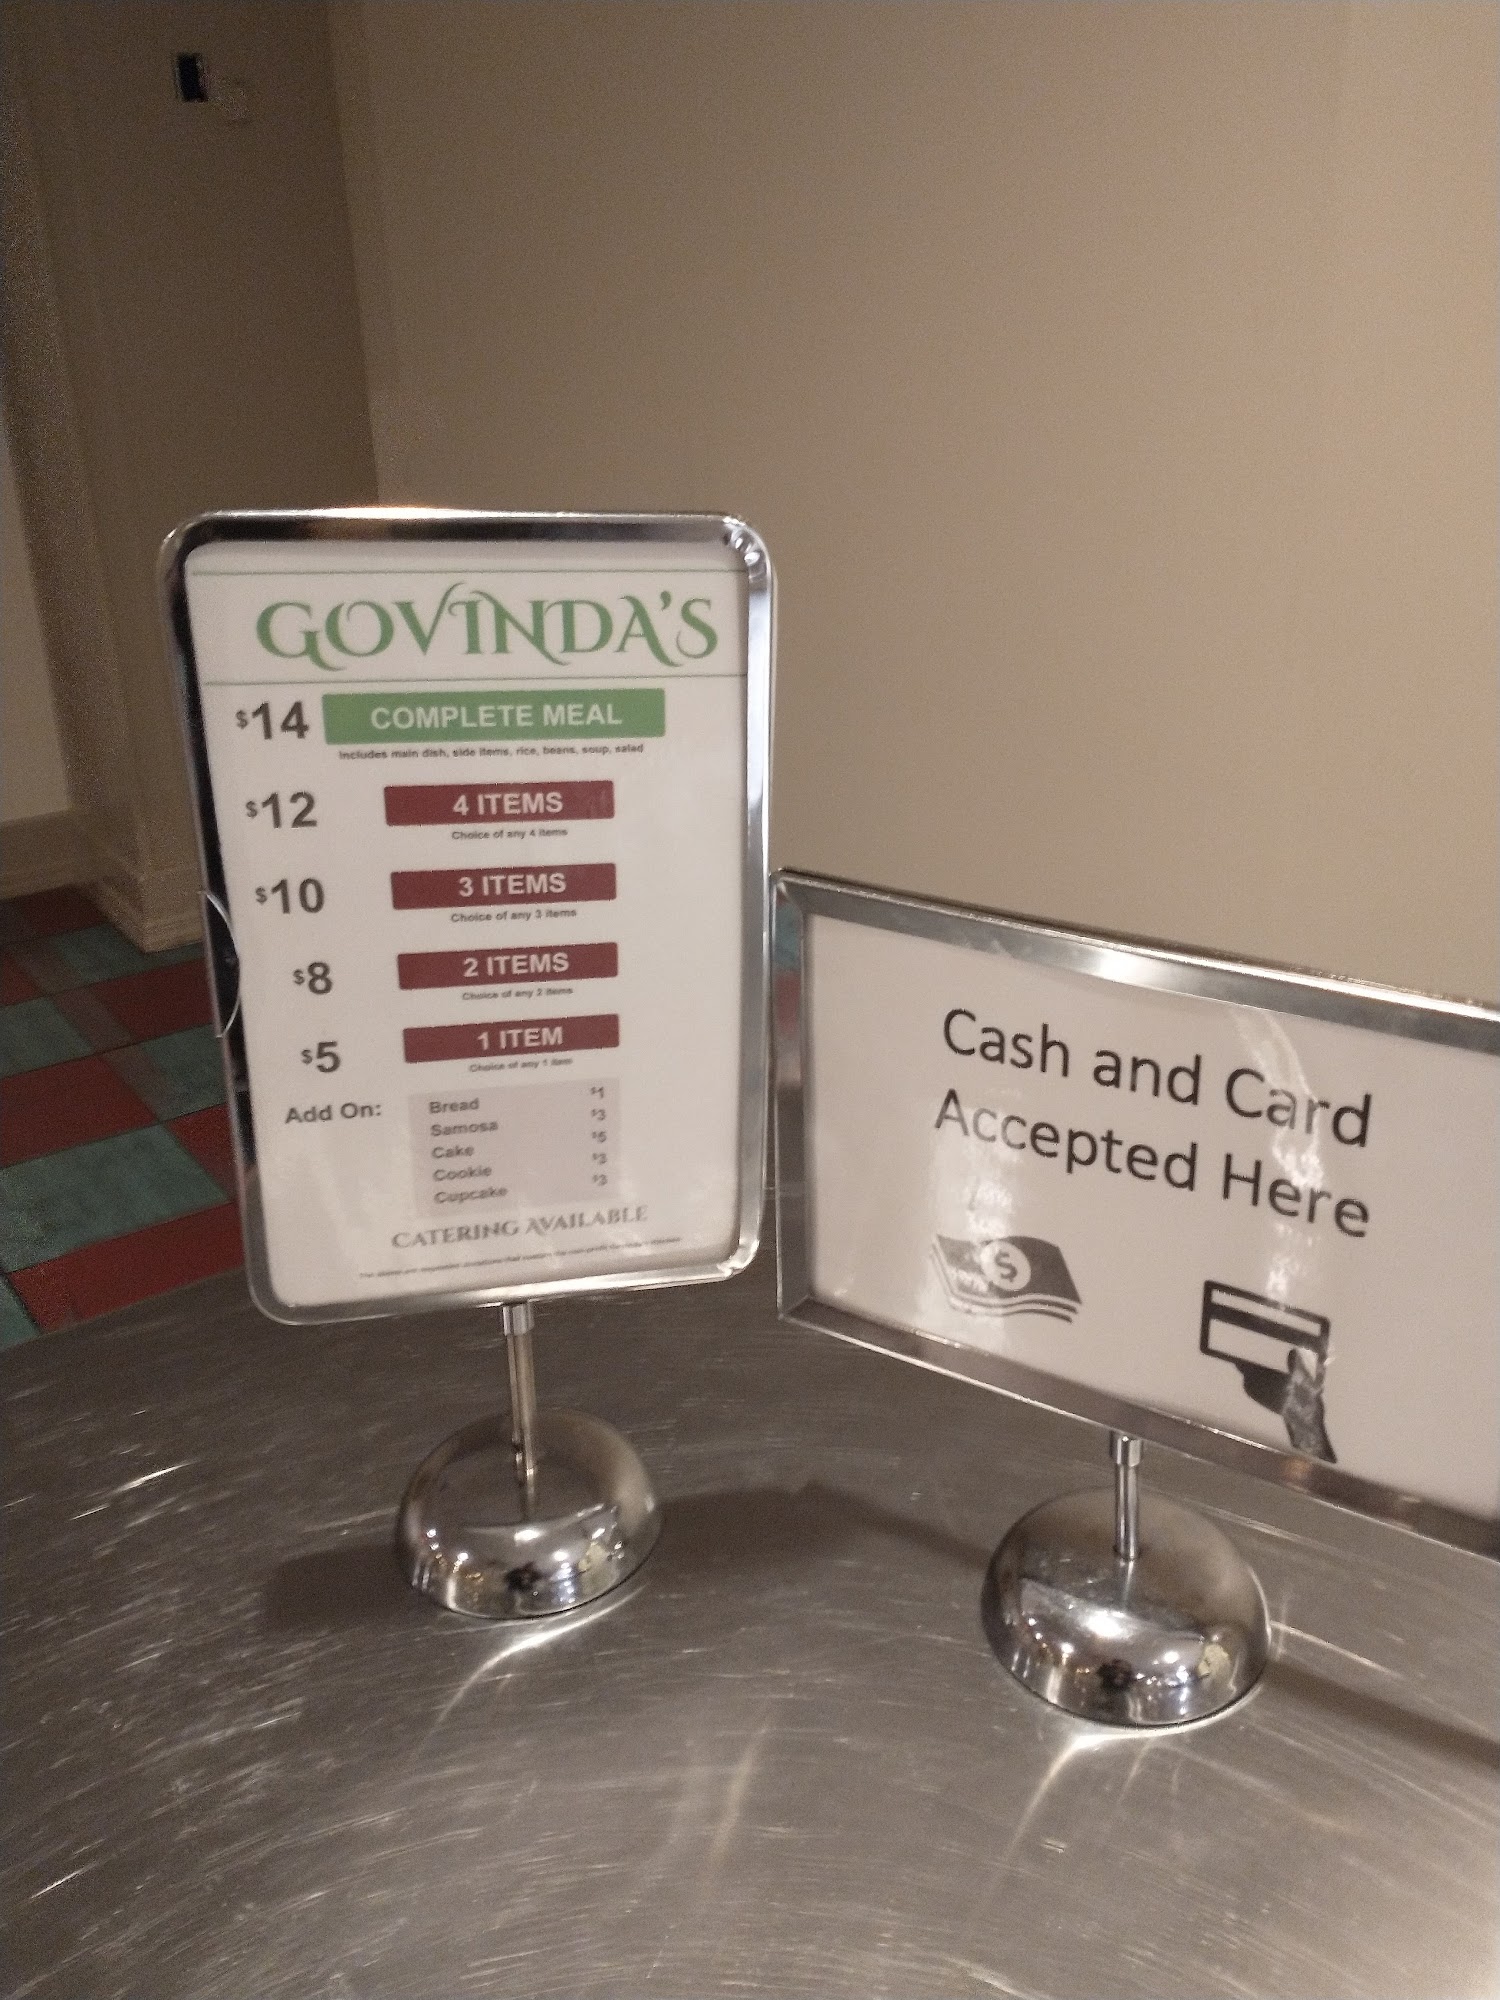 GOVINDA'S
$14 COMPLETE MEAL
Includes main dish, side items, rice, beans, soup, salad
$12 4 ITEMS
Choice of any 4 items
$10 3 ITEMS
Choice of any 3 items
$8 2 ITEMS
Choice of any 2 items
$5 1 ITEM
Choice of any 1 item
Add On:
Bread $1
Samosa $3
Cake $5
Cookie $3
Cupcake $3
CATERING AVAILABLE
Cash and Card
Accepted Here
$